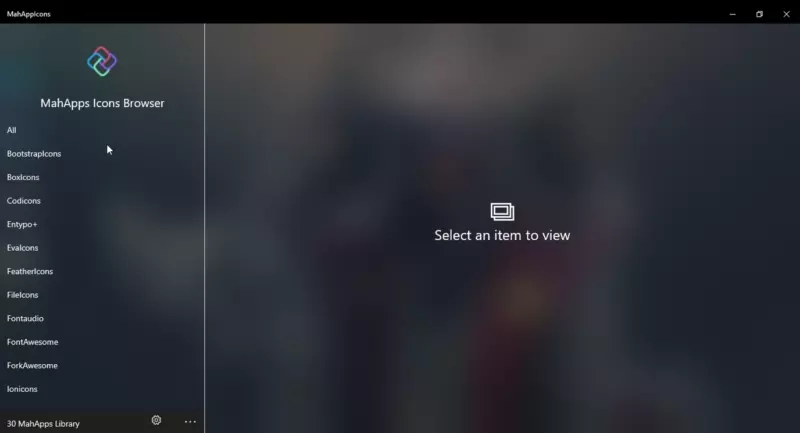 MahAppIcons
MahApps Icons Browser
All
BootstrapIcons
BoxIcons
Codicons
Entypo+
EvaIcons
FeatherIcons
FileIcons
Fontaudio
FontAwesome
ForkAwesome
Ionicons
30 MahApps Library
Select an item to view